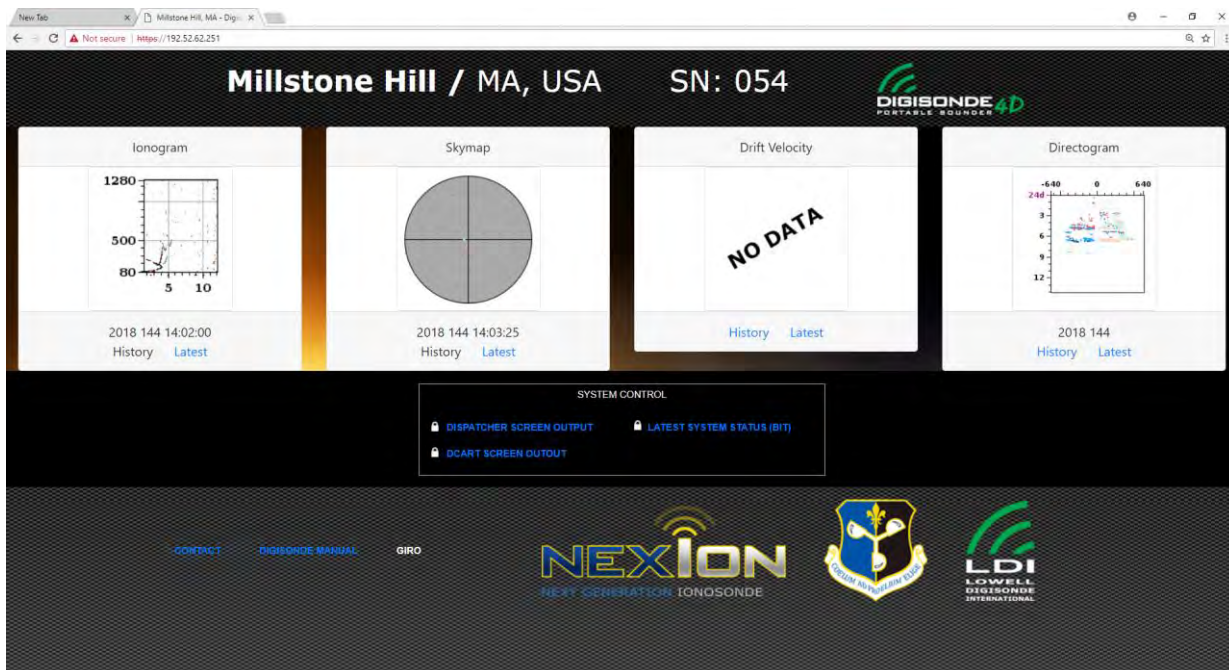 New Tab
Millstone Hill, MA - Digi
Not secure | https://192.52.62.251
Millstone Hill / MA, USA SN: 054
DIGISONDE 4D
PORTABLE SOUNDER
Ionogram
1280
500
80
5 10
2018 144 14:02:00
History Latest
Skymap
2018 144 14:03:25
History Latest
Drift Velocity
NO DATA
History Latest
Directogram
-640 0 640
24d
3
6
9
12
2018 144
History Latest
SYSTEM CONTROL
DISPATCHER SCREEN OUTPUT LATEST SYSTEM STATUS (BIT)
DCART SCREEN OUTOUT
CONTACT DIGISONDE MANUAL GIRO
NEXION
NEXT GENERATION IONOSONDE
COELUM AD PROELIUM ELIGE
LDI
LOWELL
DIGISONDE
INTERNATIONAL